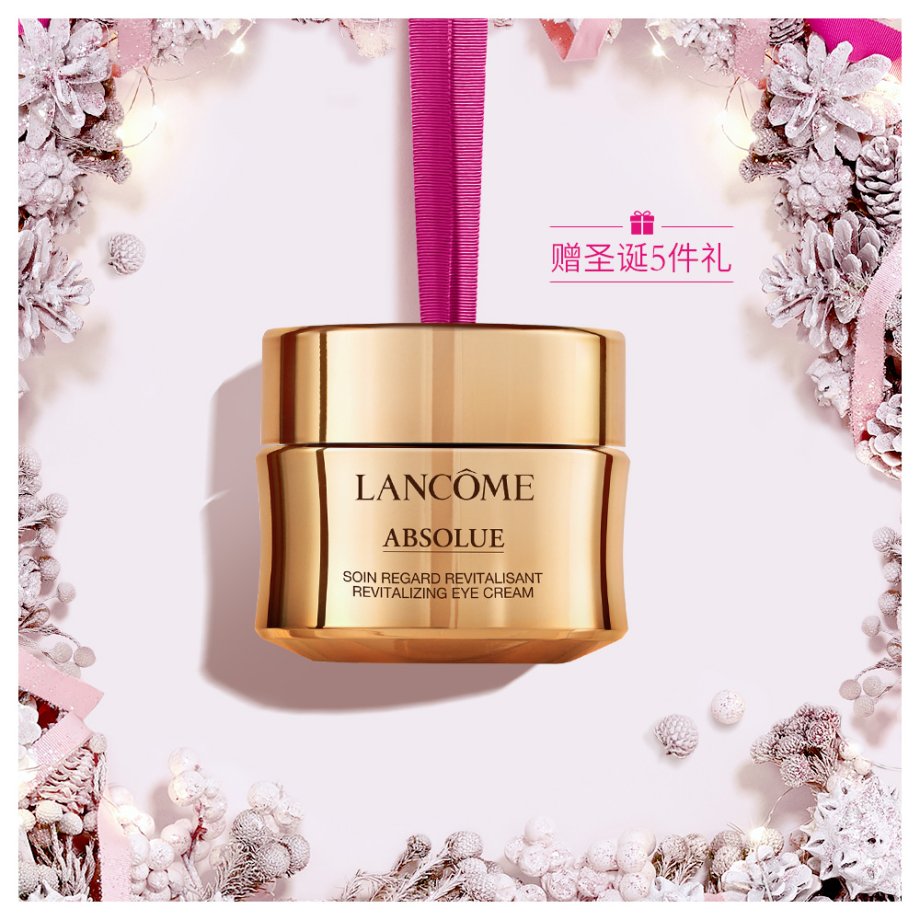 赠圣诞5件礼
LANCÔME
ABSOLUE
SOIN REGARD REVITALISANT
REVITALIZING EYE CREAM